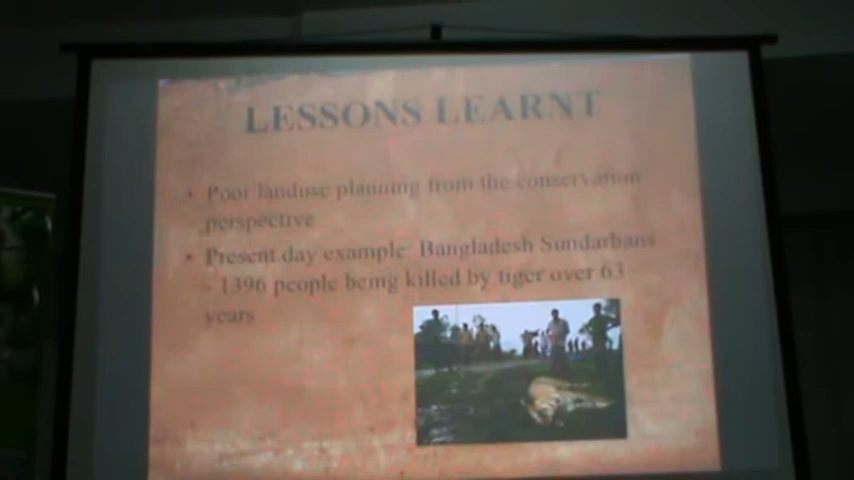 LESSONS LEARNT
• Poor landuse planning from the conservation
perspective
• Present day example: Bangladesh Sundarbans
- 1396 people being killed by tiger over 63
years